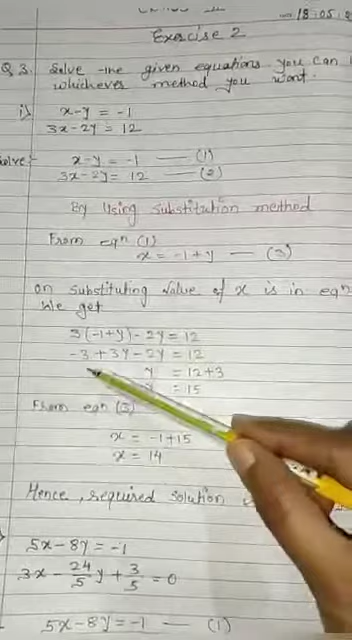 18.05.
Exercise 2
Q 3. Solve the given equations you can
whichever method you want.
i) x-y = -1
3x-2y = 12
Solve:- x-y = -1 — (1)
3x-2y = 12 — (2)
By Using Substitution method
From eqn (1)
x = -1+y — (3)
on substituting value of x is in eqn
we get
3(-1+y)-2y = 12
-3+3y-2y = 12
y = 12+3
= 15
From eqn (3)
x = -1+15
x = 14
Hence, required solution
5x-8y = -1
3x - 24/5 y + 3/5 = 0
5x-8y = -1 — (1)